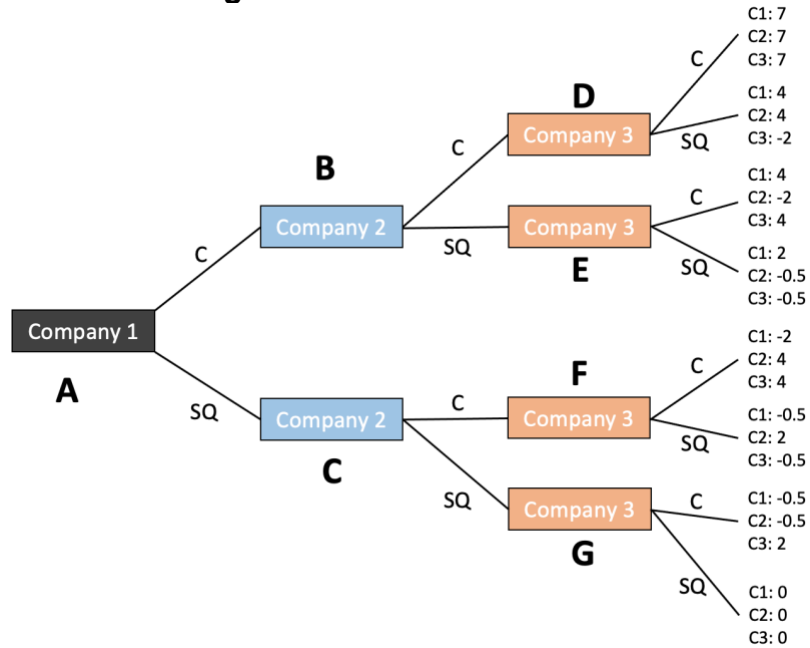 C1: 7
C2: 7
C3: 7
C
D
Company 3
SQ
C1: 4
C2: 4
C3: -2
C
B
Company 2
SQ
C1: 4
C2: -2
C3: 4
C
Company 3
E
SQ
C1: 2
C2: -0.5
C3: -0.5
C
Company 1
A
SQ
C1: -2
C2: 4
C3: 4
C
F
Company 3
SQ
C1: -0.5
C2: 2
C3: -0.5
C
Company 2
C
SQ
C1: -0.5
C2: -0.5
C3: 2
C
Company 3
G
SQ
C1: 0
C2: 0
C3: 0